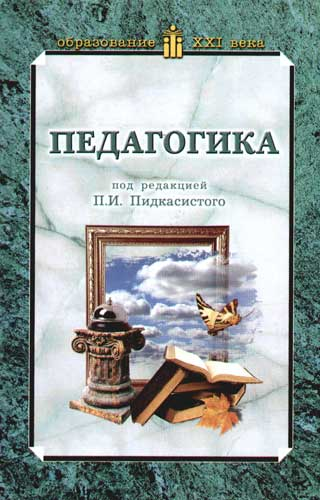 образование XXI века
ПЕДАГОГИКА
под редакцией
П.И. Пидкасистого